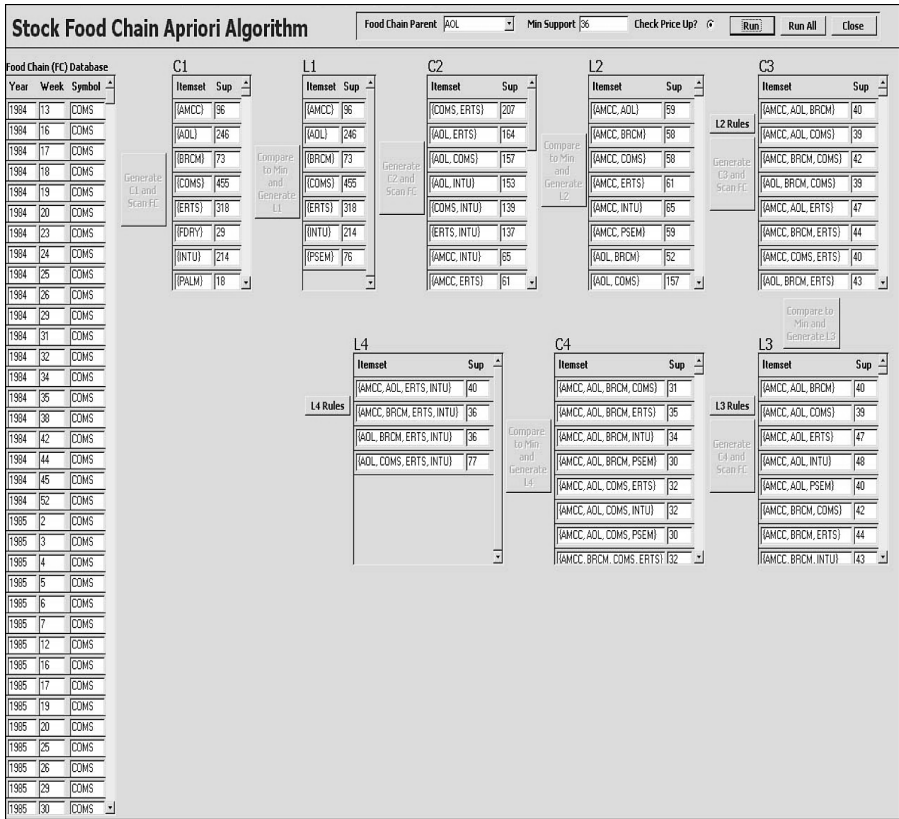 Stock Food Chain Apriori Algorithm
Food Chain Parent AOL Min Support 36 Check Price Up? Run Run All Close
Food Chain (FC) Database
Year Week Symbol
1984 13 COMS
1984 16 COMS
1984 17 COMS
1984 18 COMS
1984 19 COMS
1984 20 COMS
1984 23 COMS
1984 24 COMS
1984 25 COMS
1984 26 COMS
1984 29 COMS
1984 31 COMS
1984 32 COMS
1984 34 COMS
1984 35 COMS
1984 38 COMS
1984 42 COMS
1984 44 COMS
1984 45 COMS
1984 52 COMS
1985 2 COMS
1985 3 COMS
1985 4 COMS
1985 5 COMS
1985 6 COMS
1985 7 COMS
1985 12 COMS
1985 16 COMS
1985 17 COMS
1985 19 COMS
1985 20 COMS
1985 25 COMS
1985 26 COMS
1985 29 COMS
1985 30 COMS
Generate
C1 and
Scan FC
C1
Itemset Sup
{AMCC} 96
{AOL} 246
{BRCM} 73
{COMS} 455
{ERTS} 318
{FDRY} 29
{INTU} 214
{PALM} 18
Compare
to Min
and
Generate
L1
L1
Itemset Sup
{AMCC} 96
{AOL} 246
{BRCM} 73
{COMS} 455
{ERTS} 318
{INTU} 214
{PSEM} 76
Generate
C2 and
Scan FC
C2
Itemset Sup
{COMS, ERTS} 207
{AOL, ERTS} 164
{AOL, COMS} 157
{AOL, INTU} 153
{COMS, INTU} 139
{ERTS, INTU} 137
{AMCC, INTU} 65
{AMCC, ERTS} 61
Compare
to Min
and
Generate
L2
L2
Itemset Sup
{AMCC, AOL} 59
{AMCC, BRCM} 58
{AMCC, COMS} 58
{AMCC, ERTS} 61
{AMCC, INTU} 65
{AMCC, PSEM} 59
{AOL, BRCM} 52
{AOL, COMS} 157
L2 Rules
Generate
C3 and
Scan FC
C3
Itemset Sup
{AMCC, AOL, BRCM} 40
{AMCC, AOL, COMS} 39
{AMCC, BRCM, COMS} 42
{AOL, BRCM, COMS} 39
{AMCC, AOL, ERTS} 47
{AMCC, BRCM, ERTS} 44
{AMCC, COMS, ERTS} 40
{AOL, BRCM, ERTS} 43
Compare to
Min and
Generate L3
L3
Itemset Sup
{AMCC, AOL, BRCM} 40
{AMCC, AOL, COMS} 39
{AMCC, AOL, ERTS} 47
{AMCC, AOL, INTU} 48
{AMCC, AOL, PSEM} 40
{AMCC, BRCM, COMS} 42
{AMCC, BRCM, ERTS} 44
{AMCC, BRCM, INTU} 43
L3 Rules
Generate
C4 and
Scan FC
C4
Itemset Sup
{AMCC, AOL, BRCM, COMS} 31
{AMCC, AOL, BRCM, ERTS} 35
{AMCC, AOL, BRCM, INTU} 34
{AMCC, AOL, BRCM, PSEM} 30
{AMCC, AOL, COMS, ERTS} 32
{AMCC, AOL, COMS, INTU} 32
{AMCC, AOL, COMS, PSEM} 30
{AMCC, BRCM, COMS, ERTS} 32
Compare
to Min
and
Generate
L4
L4
Itemset Sup
{AMCC, AOL, ERTS, INTU} 40
{AMCC, BRCM, ERTS, INTU} 36
{AOL, BRCM, ERTS, INTU} 36
{AOL, COMS, ERTS, INTU} 77
L4 Rules